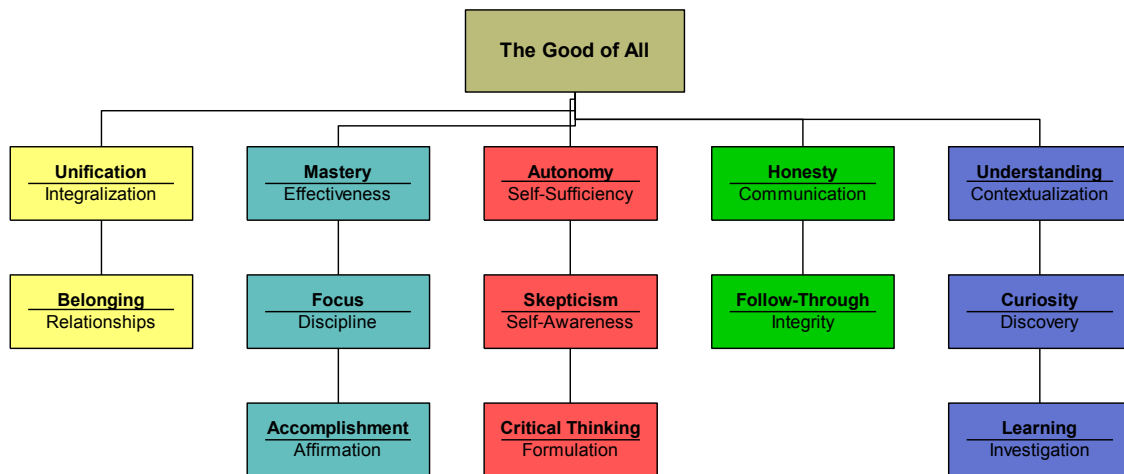 The Good of All
Unification
Integralization
Mastery
Effectiveness
Autonomy
Self-Sufficiency
Honesty
Communication
Understanding
Contextualization
Belonging
Relationships
Focus
Discipline
Skepticism
Self-Awareness
Follow-Through
Integrity
Curiosity
Discovery
Accomplishment
Affirmation
Critical Thinking
Formulation
Learning
Investigation